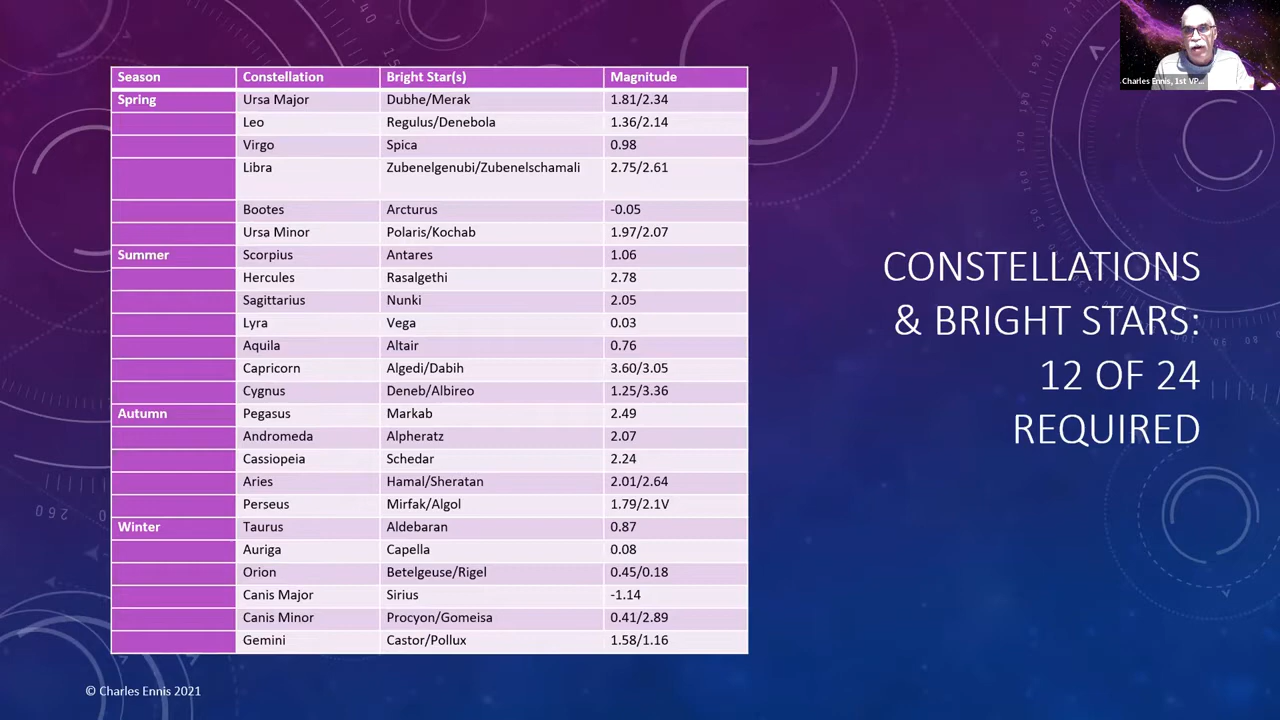 Season Constellation Bright Star(s) Magnitude
Spring Ursa Major Dubhe/Merak 1.81/2.34
Leo Regulus/Denebola 1.36/2.14
Virgo Spica 0.98
Libra Zubenelgenubi/Zubenelschamali 2.75/2.61
Bootes Arcturus -0.05
Ursa Minor Polaris/Kochab 1.97/2.07
Summer Scorpius Antares 1.06
Hercules Rasalgethi 2.78
Sagittarius Nunki 2.05
Lyra Vega 0.03
Aquila Altair 0.76
Capricorn Algedi/Dabih 3.60/3.05
Cygnus Deneb/Albireo 1.25/3.36
Autumn Pegasus Markab 2.49
Andromeda Alpheratz 2.07
Cassiopeia Schedar 2.24
Aries Hamal/Sheratan 2.01/2.64
Perseus Mirfak/Algol 1.79/2.1V
Winter Taurus Aldebaran 0.87
Auriga Capella 0.08
Orion Betelgeuse/Rigel 0.45/0.18
Canis Major Sirius -1.14
Canis Minor Procyon/Gomeisa 0.41/2.89
Gemini Castor/Pollux 1.58/1.16
CONSTELLATIONS
& BRIGHT STARS:
12 OF 24
REQUIRED
© Charles Ennis 2021
Charles Ennis, 1st VP...